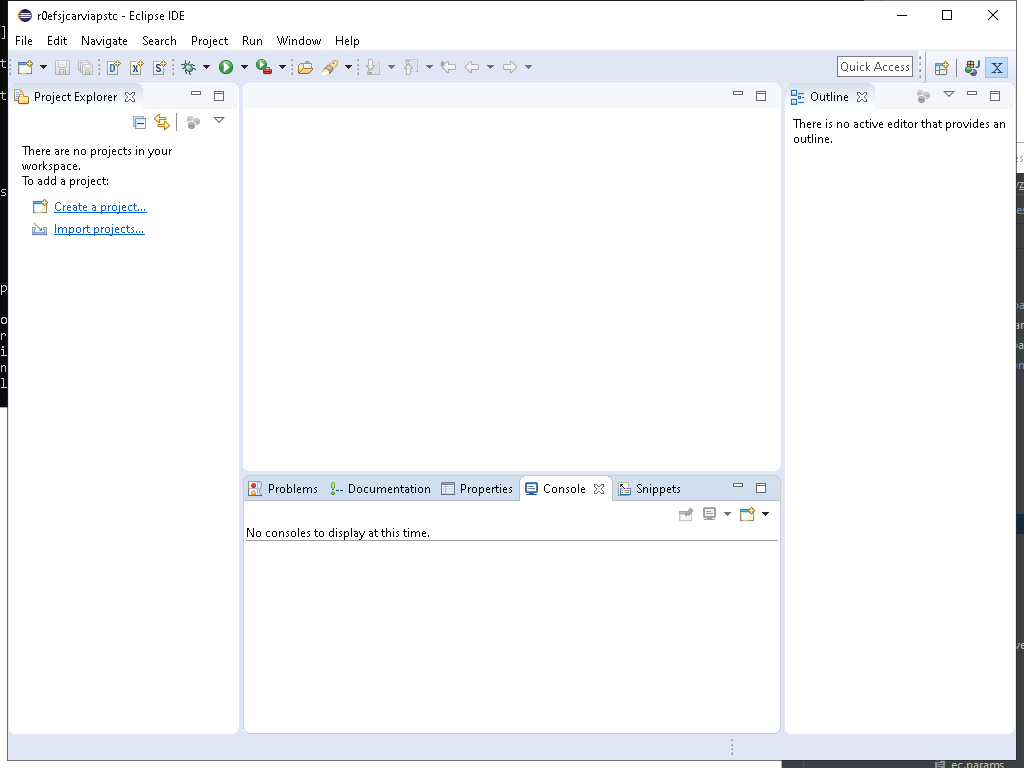 r0efsjcarviapstc - Eclipse IDE
File Edit Navigate Search Project Run Window Help
Quick Access
Project Explorer
There are no projects in your
workspace.
To add a project:
Create a project...
Import projects...
Outline
There is no active editor that provides an
outline.
Problems Documentation Properties Console Snippets
No consoles to display at this time.
ec.params